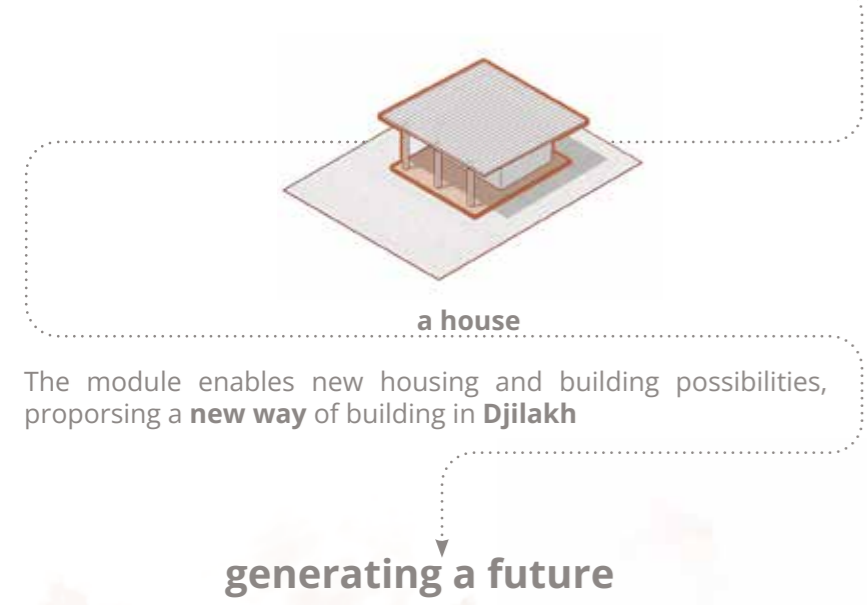 a house
The module enables new housing and building possibilities,
proporsing a new way of building in Djilakh
generating a future